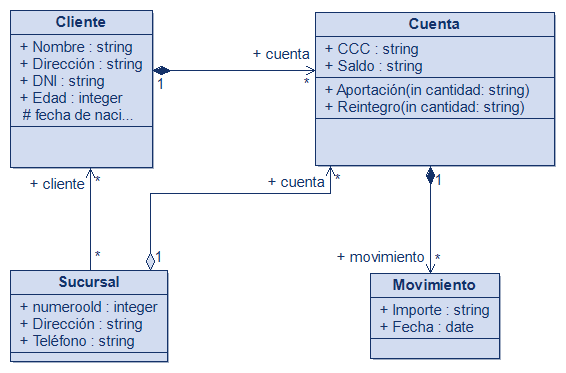 Cliente
+ Nombre : string
+ Dirección : string
+ DNI : string
+ Edad : integer
# fecha de naci...
+ cuenta
1
*
Cuenta
+ CCC : string
+ Saldo : string
+ Aportación(in cantidad: string)
+ Reintegro(in cantidad: string)
+ cliente
*
*
+ cuenta
*
1
1
+ movimiento
*
Sucursal
+ numeroold : integer
+ Dirección : string
+ Teléfono : string
Movimiento
+ Importe : string
+ Fecha : date